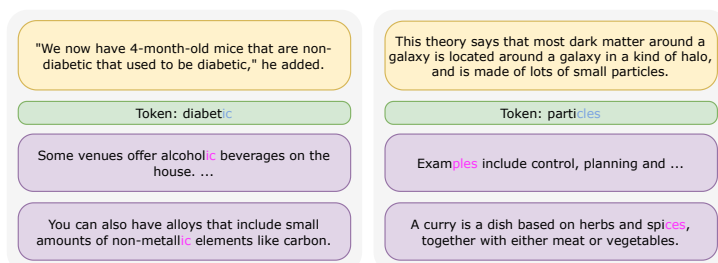 "We now have 4-month-old mice that are non-
diabetic that used to be diabetic," he added.
Token: diabetic
Some venues offer alcoholic beverages on the
house. ...
You can also have alloys that include small
amounts of non-metallic elements like carbon.
This theory says that most dark matter around a
galaxy is located around a galaxy in a kind of halo,
and is made of lots of small particles.
Token: particles
Examples include control, planning and ...
A curry is a dish based on herbs and spices,
together with either meat or vegetables.